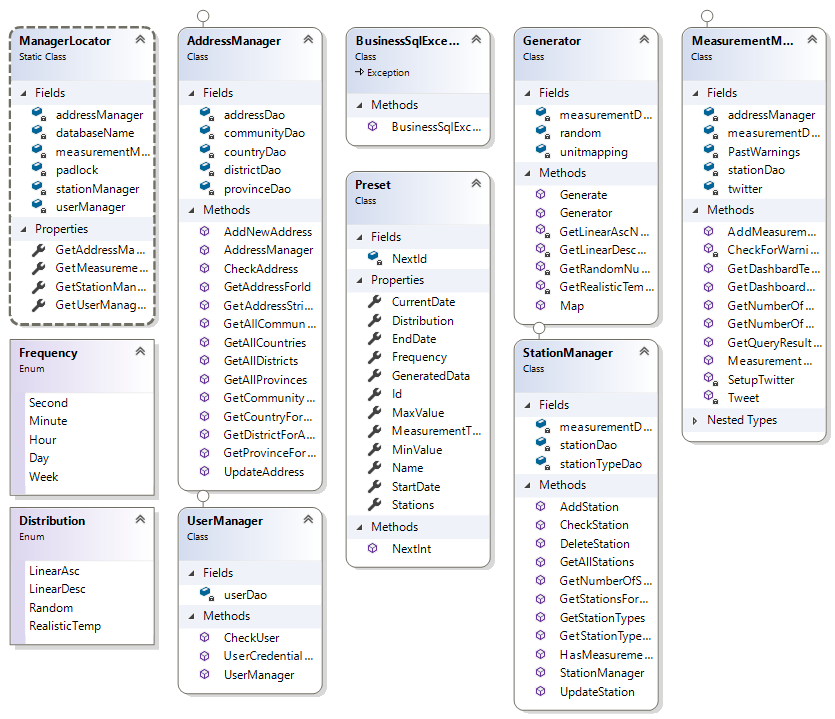 ManagerLocator
Static Class
Fields
addressManager
databaseName
measurementM...
padlock
stationManager
userManager
Properties
GetAddressMa...
GetMeasureme...
GetStationMan...
GetUserManag...
Frequency
Enum
Second
Minute
Hour
Day
Week
Distribution
Enum
LinearAsc
LinearDesc
Random
RealisticTemp
AddressManager
Class
Fields
addressDao
communityDao
countryDao
districtDao
provinceDao
Methods
AddNewAddress
AddressManager
CheckAddress
GetAddressForId
GetAddressStri...
GetAllCommun...
GetAllCountries
GetAllDistricts
GetAllProvinces
GetCommunity...
GetCountryFor...
GetDistrictForA...
GetProvinceFor...
UpdateAddress
UserManager
Class
Fields
userDao
Methods
CheckUser
UserCredential...
UserManager
BusinessSqlExce...
Class
Exception
Methods
BusinessSqlExc...
Preset
Class
Fields
NextId
Properties
CurrentDate
Distribution
EndDate
Frequency
GeneratedData
Id
MaxValue
MeasurementT...
MinValue
Name
StartDate
Stations
Methods
NextInt
Generator
Class
Fields
measurementD...
random
unitmapping
Methods
Generate
Generator
GetLinearAscN...
GetLinearDesc...
GetRandomNu...
GetRealisticTem...
Map
StationManager
Class
Fields
measurementD...
stationDao
stationTypeDao
Methods
AddStation
CheckStation
DeleteStation
GetAllStations
GetNumberOfS...
GetStationsFor...
GetStationTypes
GetStationType...
HasMeasureme...
StationManager
UpdateStation
MeasurementM...
Class
Fields
addressManager
measurementD...
PastWarnings
stationDao
twitter
Methods
AddMeasurem...
CheckForWarni...
GetDashbardTe...
GetDashboard...
GetNumberOf...
GetNumberOf...
GetQueryResult...
Measurement...
SetupTwitter
Tweet
Nested Types